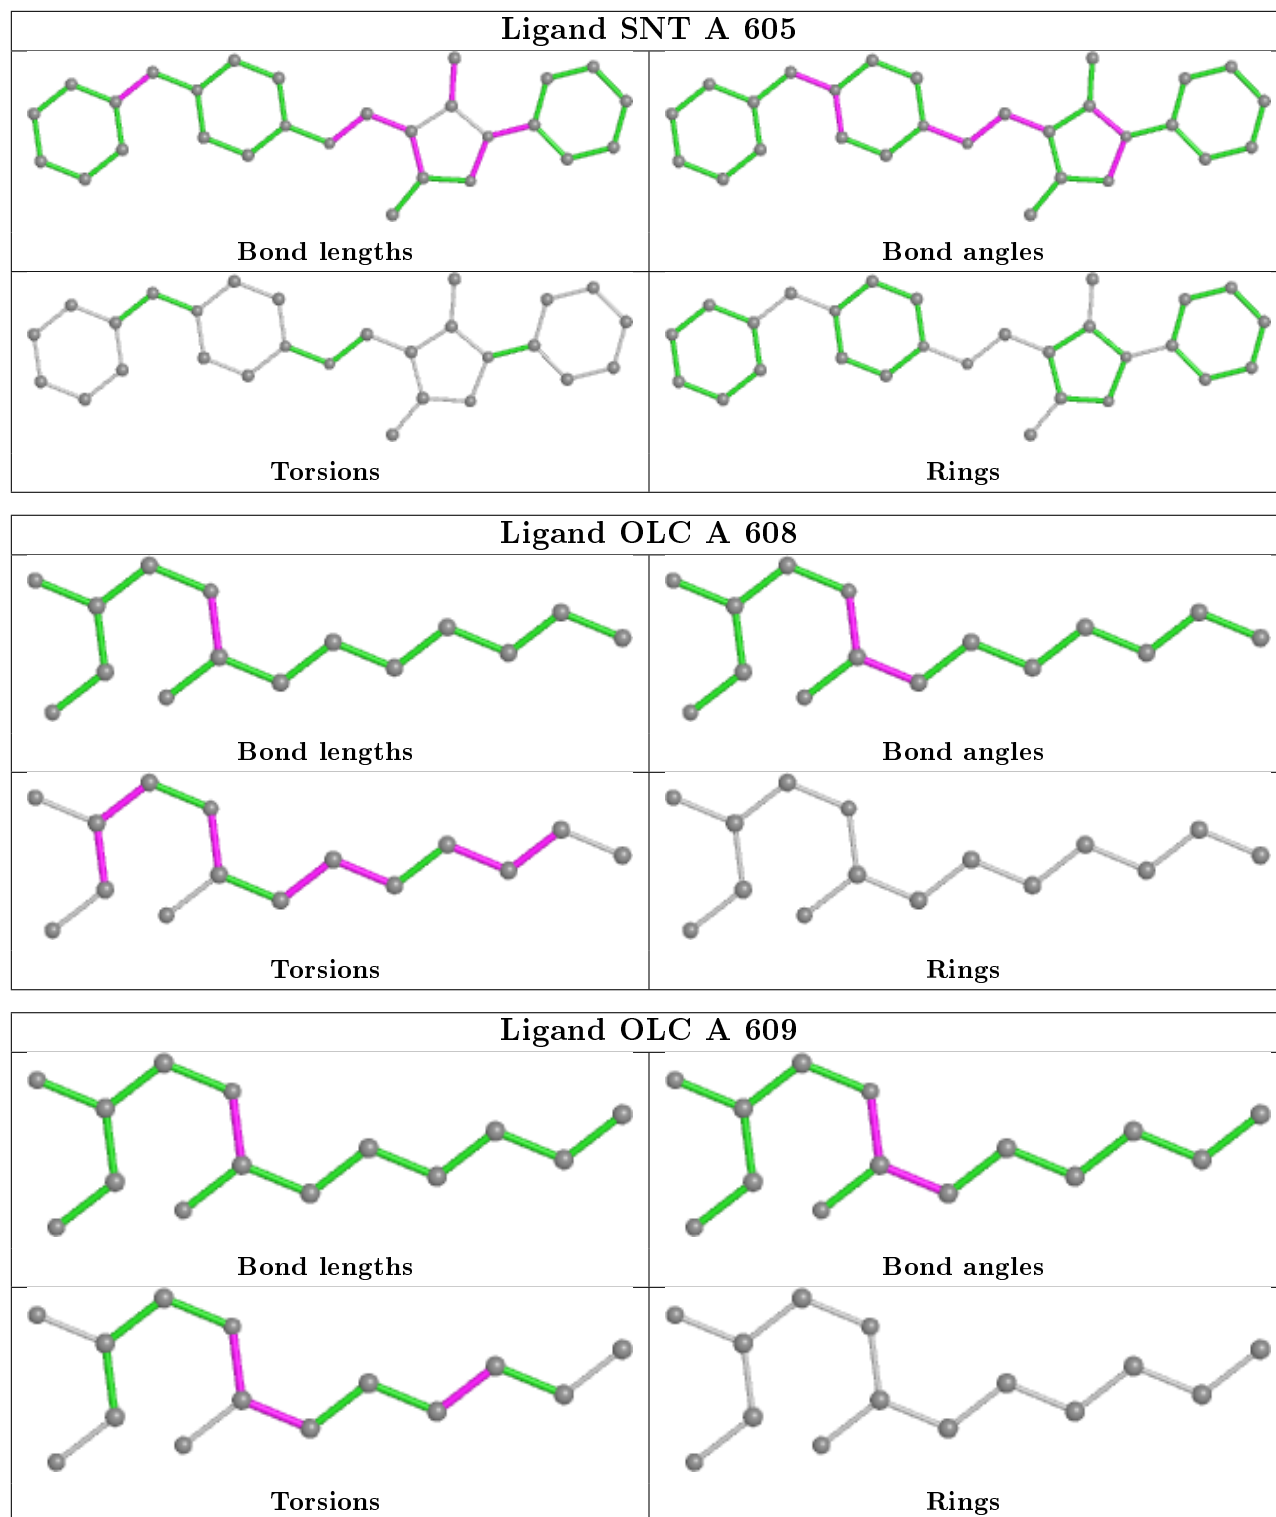 Ligand SNT A 605
Bond lengths
Bond angles
Torsions
Rings
Ligand OLC A 608
Bond lengths
Bond angles
Torsions
Rings
Ligand OLC A 609
Bond lengths
Bond angles
Torsions
Rings